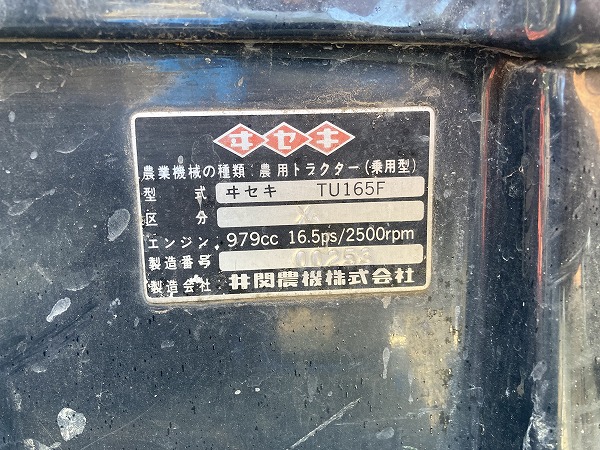 ヰセキ
農業機械の種類:農用トラクター(乗用型)
型式 ヰセキ TU165F
区分 X
エンジン 979cc 16.5ps/2500rpm
製造番号
製造会社 井関農機株式会社